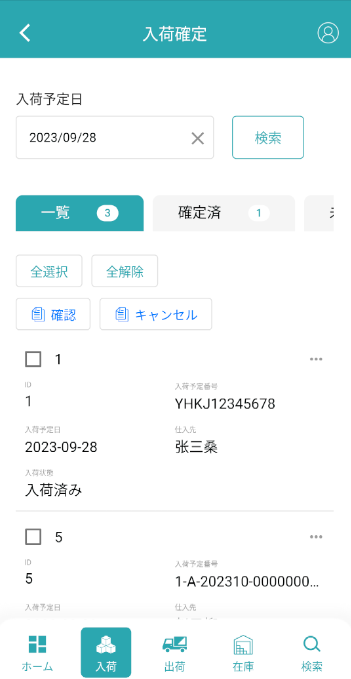 入荷確定
入荷予定日
2023/09/28
検索
一覧 3 確定済 1
全選択 全解除
確認 キャンセル
1
ID 入荷予定番号
1 YHKJ12345678
入荷予定日 仕入先
2023-09-28 张三桑
入荷状態
入荷済み
5
ID 入荷予定番号
5 1-A-202310-0000000...
入荷予定日 仕入先
ホーム 入荷 出荷 在庫 検索